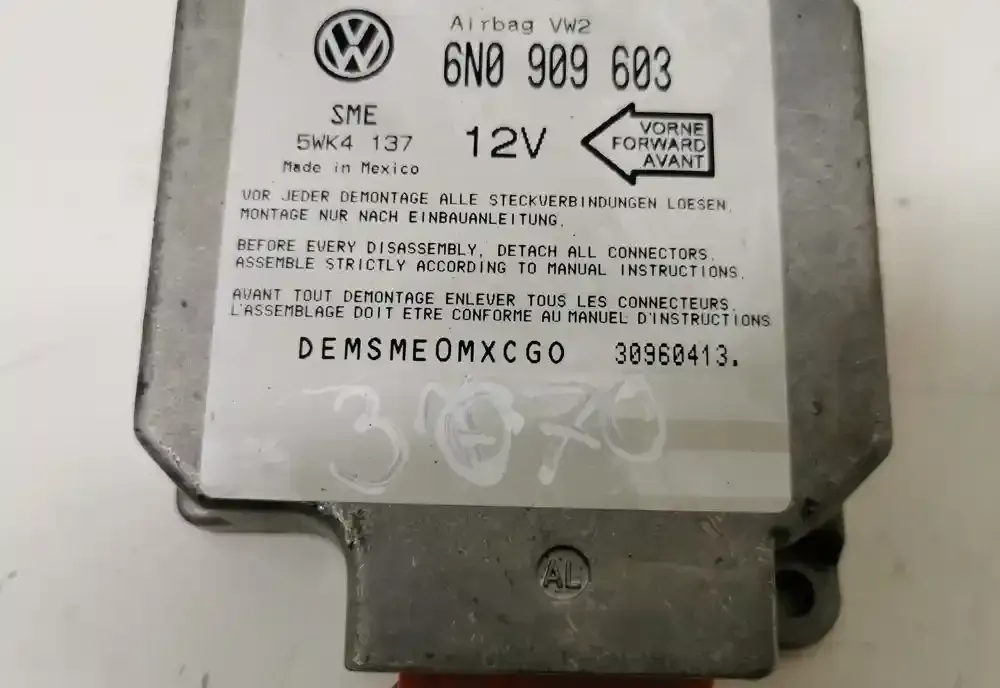 Airbag VW2
6N0 909 603
SME
5WK4 137
Made in Mexico
12V
VORNE
FORWARD
AVANT
VOR JEDER DEMONTAGE ALLE STECKVERBINDUNGEN LOESEN.
MONTAGE NUR NACH EINBAUANLEITUNG.
BEFORE EVERY DISASSEMBLY, DETACH ALL CONNECTORS.
ASSEMBLE STRICTLY ACCORDING TO MANUAL INSTRUCTIONS.
AVANT TOUT DEMONTAGE ENLEVER TOUS LES CONNECTEURS.
L'ASSEMBLAGE DOIT ETRE CONFORME AU MANUEL D'INSTRUCTIONS
DEMSMEOMXCGO 30960413.
AL